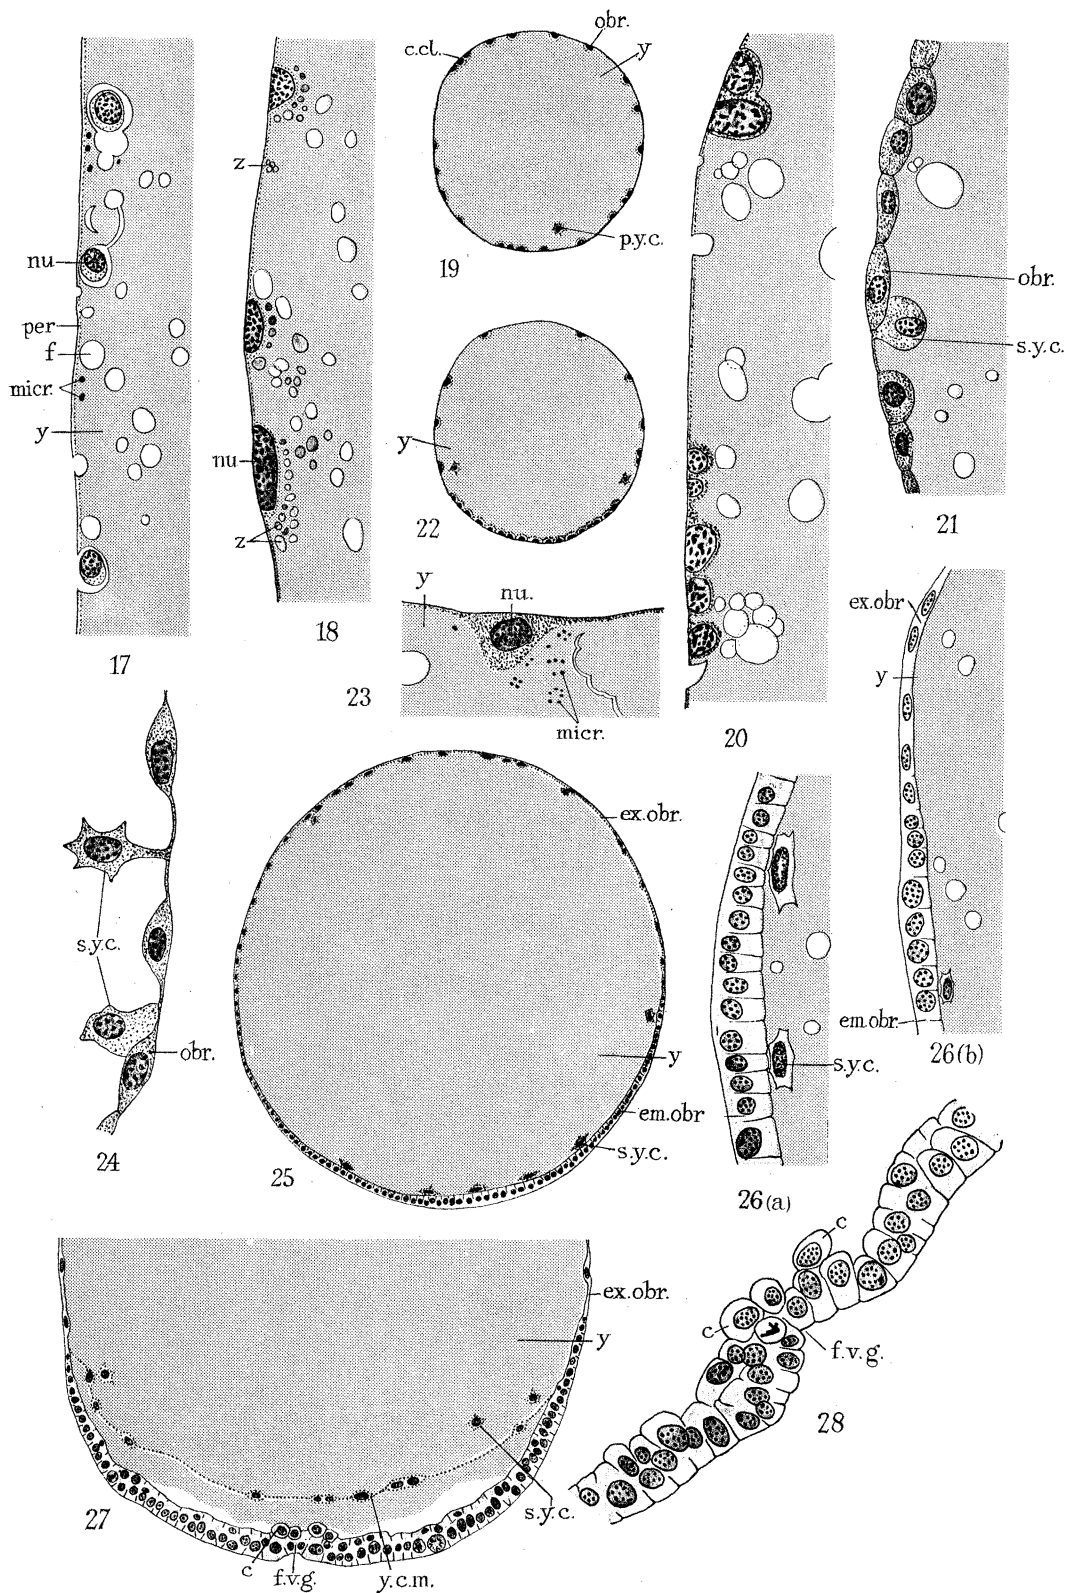 obr.
c.cl.
y
z
nu
p.y.c.
19
obr.
per
f
s.y.c.
micr.
y
nu
y
22
21
z
y
nu.
ex.obr
18
17
23
y
micr.
20
ex.obr.
s.y.c.
em.obr.
obr.
y
26(b)
s.y.c.
em.obr
24
25
s.y.c.
26(a)
c
ex.obr.
y
c
f.v.g.
28
27
s.y.c.
c
f.v.g.
y.c.m.